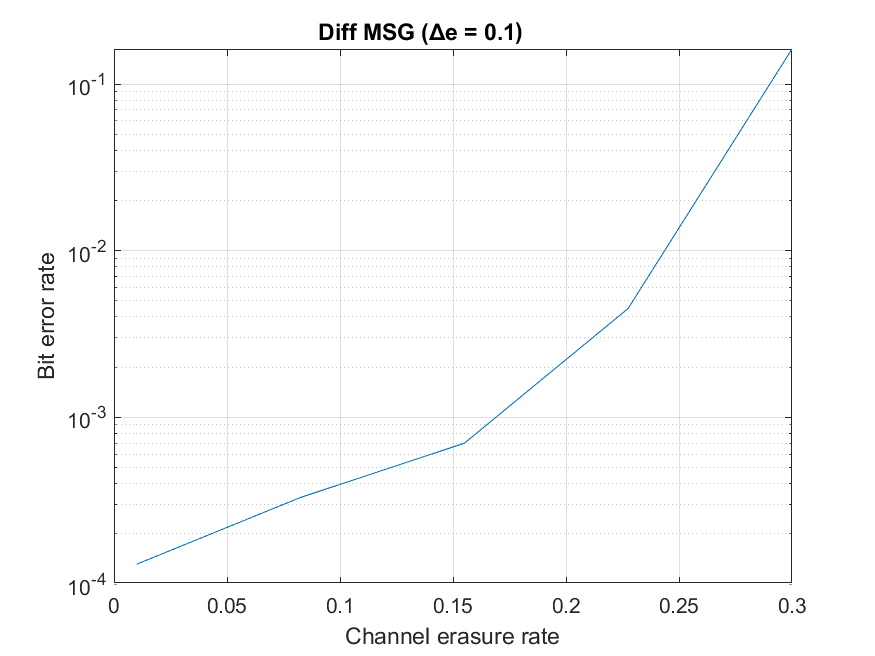 Diff MSG (Δe = 0.1)
10^-1
10^-2
10^-3
10^-4
Bit error rate
0 0.05 0.1 0.15 0.2 0.25 0.3
Channel erasure rate